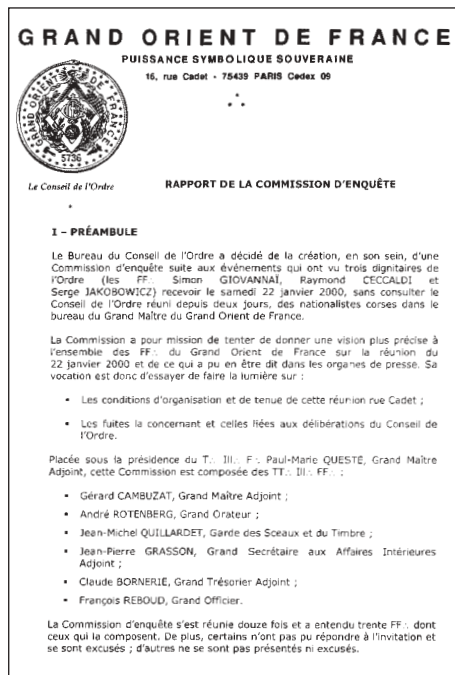 GRAND ORIENT DE FRANCE
PUISSANCE SYMBOLIQUE SOUVERAINE
16, rue Cadet - 75439 PARIS Cedex 09
GRAND ORIENT DE FRANCE
5736
Le Conseil de l'Ordre
RAPPORT DE LA COMMISSION D'ENQUÊTE
I – PRÉAMBULE
Le Bureau du Conseil de l'Ordre a décidé de la création, en son sein, d'une
Commission d'enquête suite aux événements qui ont vu trois dignitaires de
l'Ordre (les FF∴ Simon GIOVANNAÏ, Raymond CECCALDI et
Serge JAKOBOWICZ) recevoir le samedi 22 janvier 2000, sans consulter le
Conseil de l'Ordre réuni depuis deux jours, des nationalistes corses dans le
bureau du Grand Maître du Grand Orient de France.
La Commission a pour mission de tenter de donner une vision plus précise à
l'ensemble des FF∴ du Grand Orient de France sur la réunion du
22 janvier 2000 et de ce qui a pu en être dit dans les organes de presse. Sa
vocation est donc d'essayer de faire la lumière sur :
▪ Les conditions d'organisation et de tenue de cette réunion rue Cadet ;
▪ Les fuites la concernant et celles liées aux délibérations du Conseil de
l'Ordre.
Placée sous la présidence du T∴ Ill∴ F∴ Paul-Marie QUESTE, Grand Maître
Adjoint, cette Commission est composée des TT∴ Ill∴ FF∴ :
▪ Gérard CAMBUZAT, Grand Maître Adjoint ;
▪ André ROTENBERG, Grand Orateur ;
▪ Jean-Michel QUILLARDET, Garde des Sceaux et du Timbre ;
▪ Jean-Pierre GRASSON, Grand Secrétaire aux Affaires Intérieures
Adjoint ;
▪ Claude BORNERIE, Grand Trésorier Adjoint ;
▪ François REBOUD, Grand Officier.
La Commission d'enquête s'est réunie douze fois et a entendu trente FF∴ dont
ceux qui la composent. De plus, certains n'ont pas pu répondre à l'invitation et
se sont excusés ; d'autres ne se sont pas présentés ni excusés.